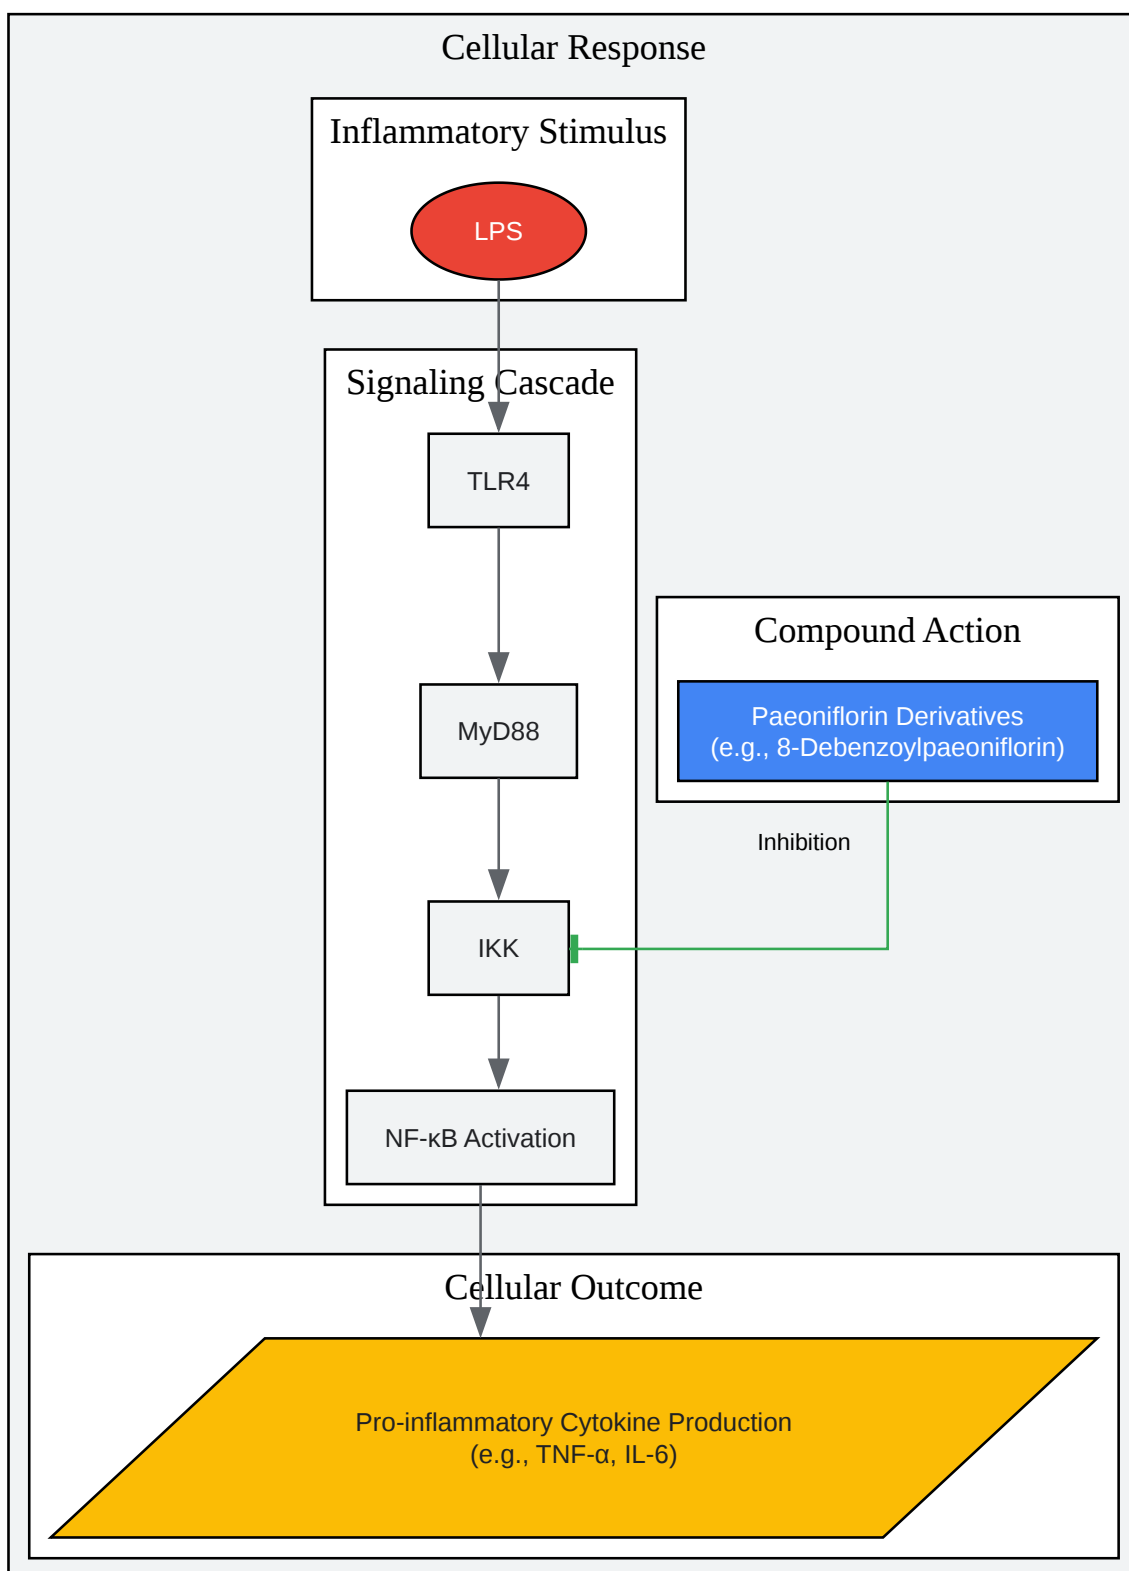 Cellular Response
Inflammatory Stimulus
LPS
Signaling Cascade
TLR4
Compound Action
Paeoniflorin Derivatives
(e.g., 8-Debenzoylpaeoniflorin)
MyD88
Inhibition
IKK
NF-κB Activation
Cellular Outcome
Pro-inflammatory Cytokine Production
(e.g., TNF-α, IL-6)